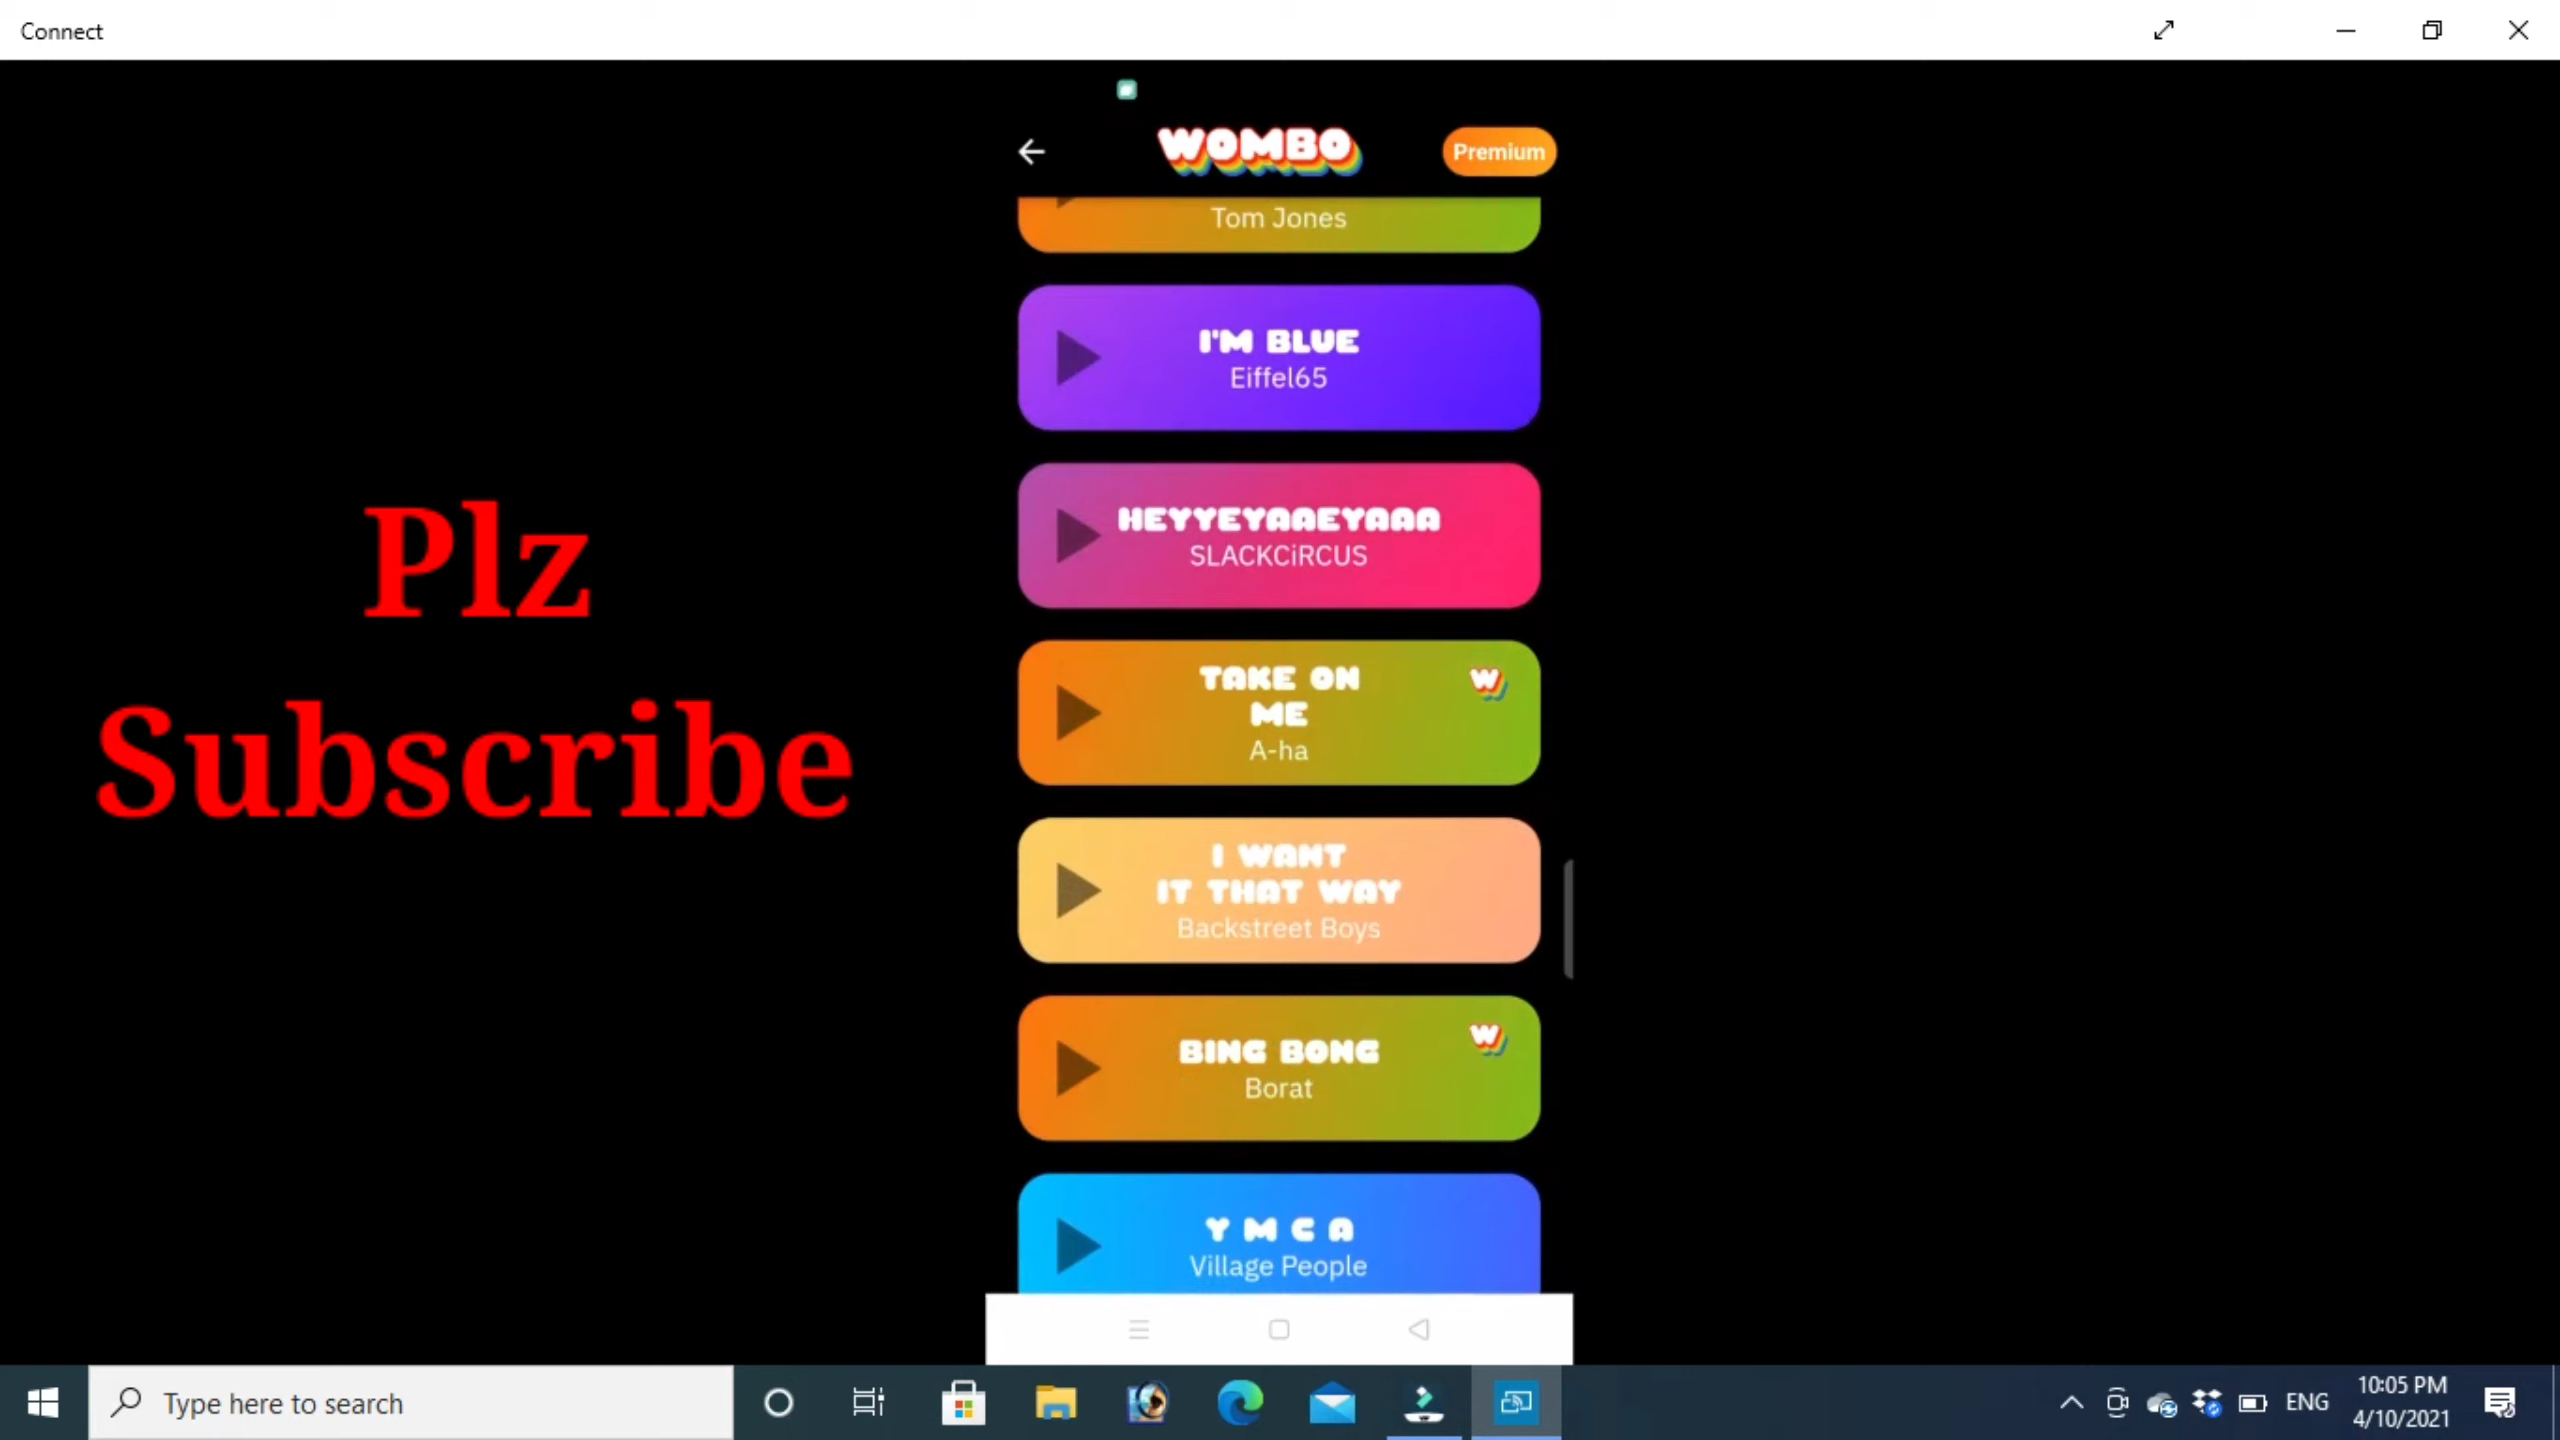 Connect
WOMBO
Premium
Tom Jones
I'M BLUE
Eiffel65
HEYYEYAAEYAAA
SLACKCiRCUS
Plz
Subscribe
TAKE ON
ME
A-ha
W
I WANT
IT THAT WAY
Backstreet Boys
BING BONG
Borat
W
Y M C A
Village People
Type here to search
ENG
10:05 PM
4/10/2021